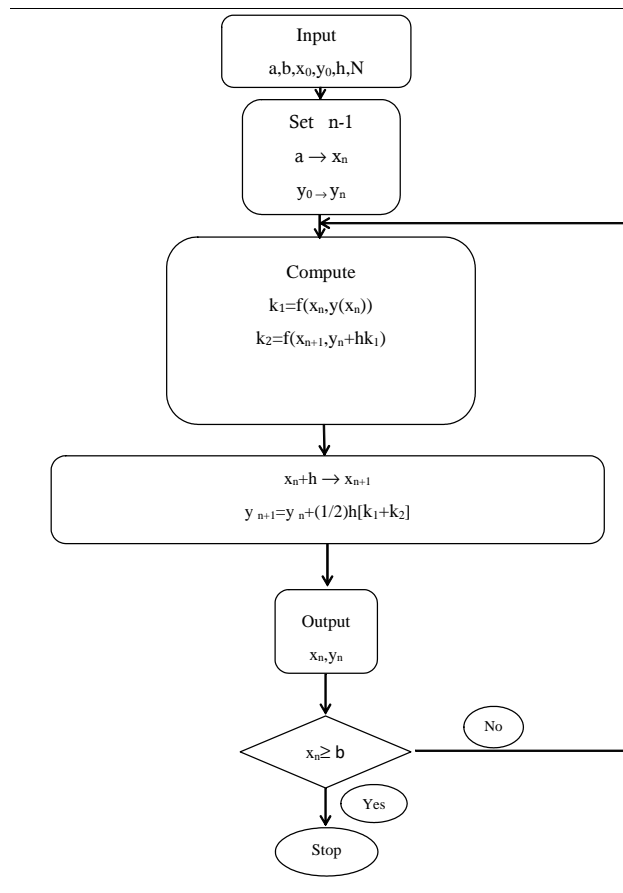 Input
a,b,x₀,y₀,h,N
Set n-1
a → xₙ
y₀ → yₙ
Compute
k₁=f(xₙ,y(xₙ))
k₂=f(xₙ₊₁,yₙ+hk₁)
xₙ+h → xₙ₊₁
y ₙ₊₁=y ₙ+(1/2)h[k₁+k₂]
Output
xₙ,yₙ
No
xₙ≥ b
Yes
Stop